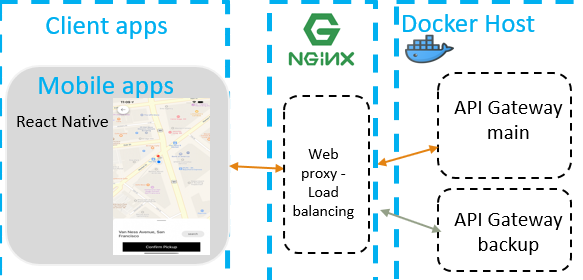 Client apps
Mobile apps
React Native
Van Ness Avenue, San
Francisco
Confirm Pickup
NGINX
Web
proxy -
Load
balancing
Docker Host
API Gateway
main
API Gateway
backup